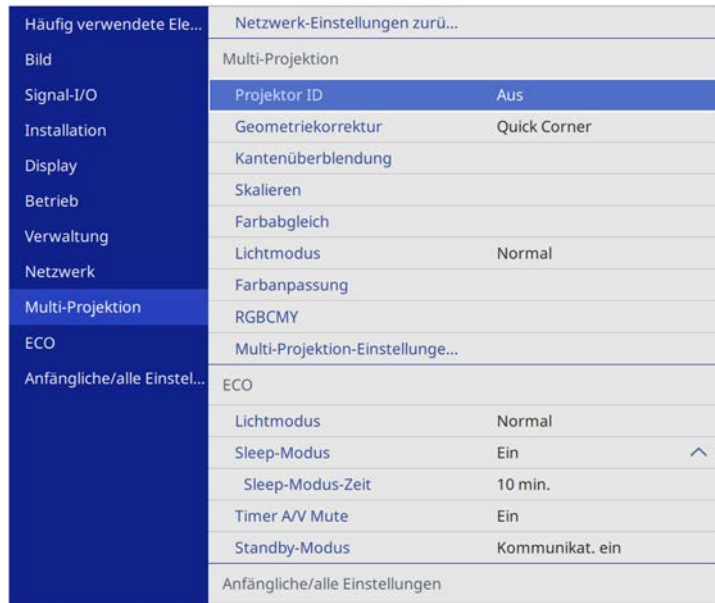 Häufig verwendete Ele...
Bild
Signal-I/O
Installation
Display
Betrieb
Verwaltung
Netzwerk
Multi-Projektion
ECO
Anfängliche/alle Einstel...
Netzwerk-Einstellungen zurü...
Multi-Projektion
Projektor ID Aus
Geometriekorrektur Quick Corner
Kantenüberblendung
Skalieren
Farbabgleich
Lichtmodus Normal
Farbanpassung
RGBCMY
Multi-Projektion-Einstellunge...
ECO
Lichtmodus Normal
Sleep-Modus Ein
Sleep-Modus-Zeit 10 min.
Timer A/V Mute Ein
Standby-Modus Kommunikat. ein
Anfängliche/alle Einstellungen